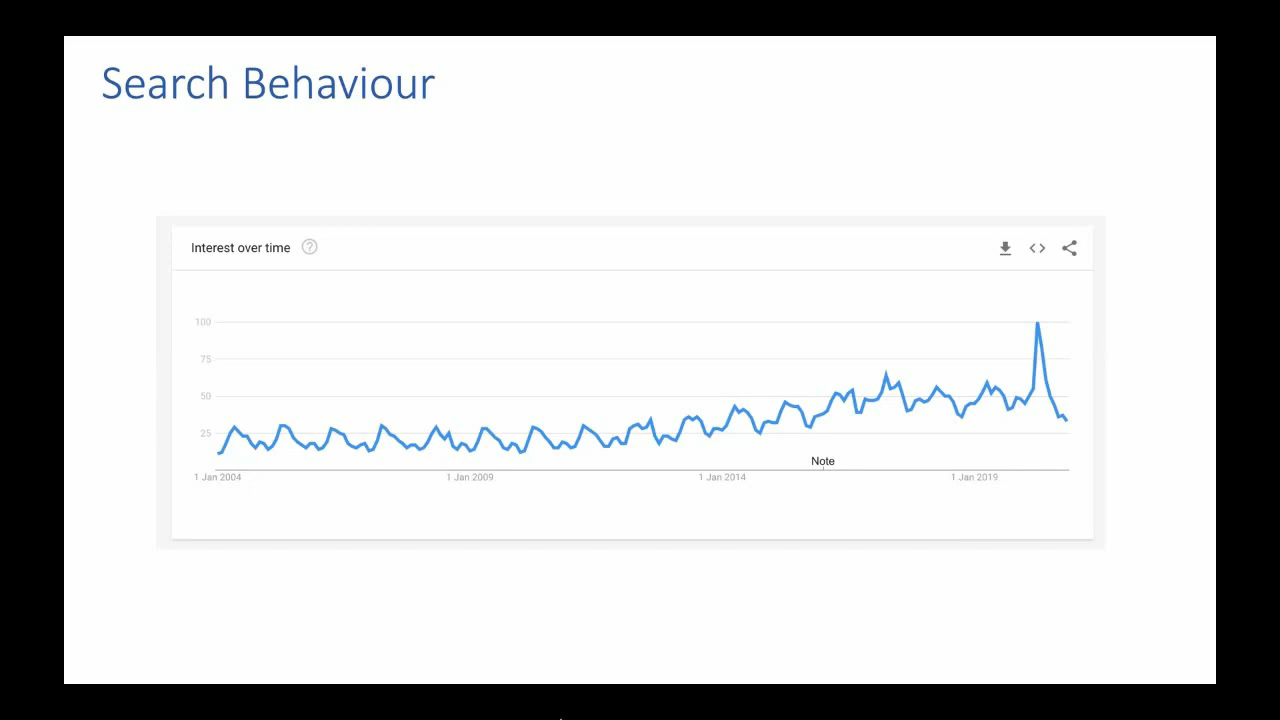 Search Behaviour
Interest over time ?
100
75
50
25
Note
1 Jan 2004 1 Jan 2009 1 Jan 2014 1 Jan 2019